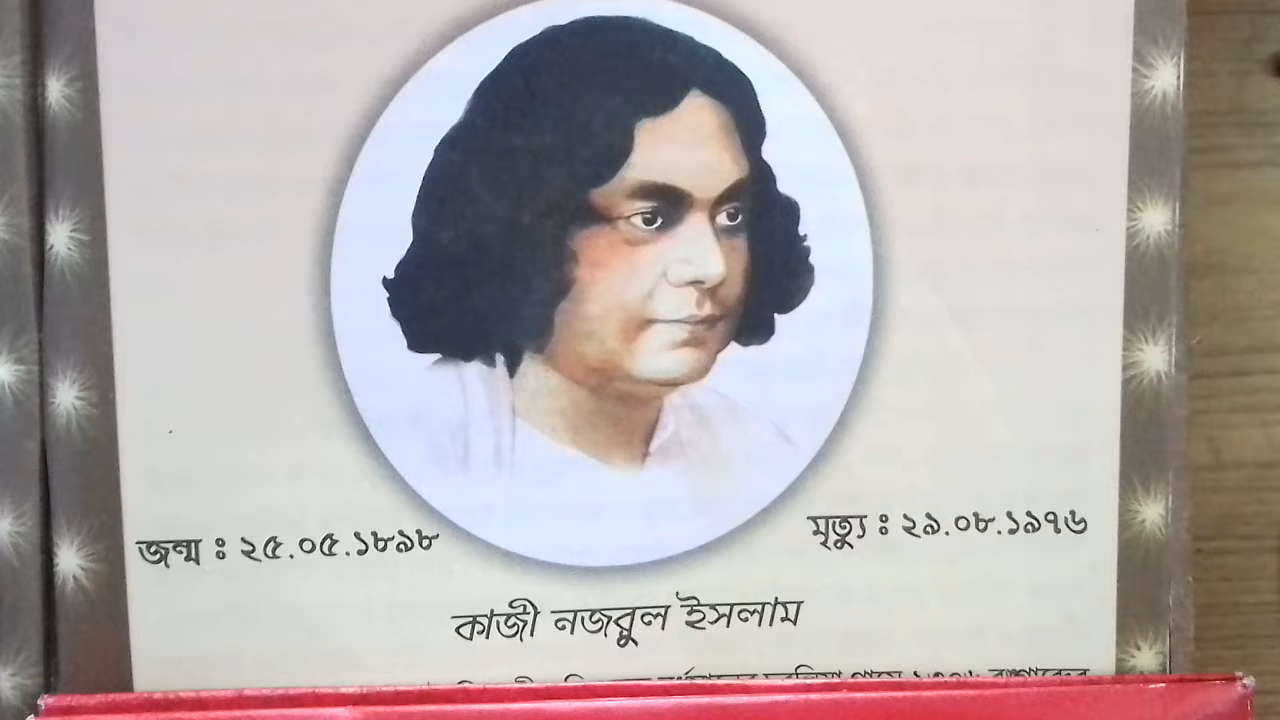 জন্ম : ২৫.০৫.১৮৯৮
মৃত্যু : ২৯.০৮.১৯৭৬
কাজী নজরুল ইসলাম